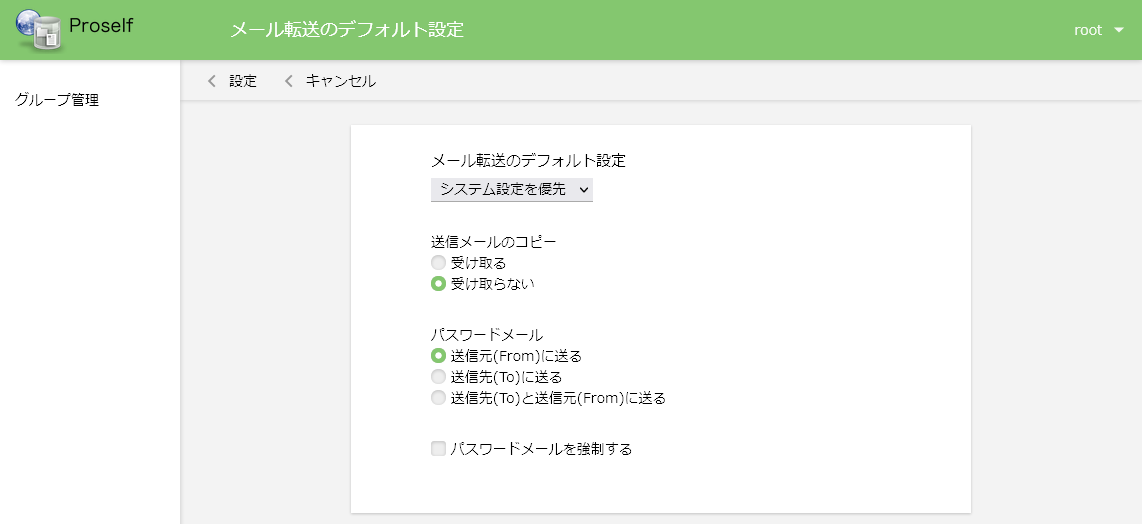 Proself
メール転送のデフォルト設定
root
グループ管理
設定
キャンセル
メール転送のデフォルト設定
システム設定を優先
送信メールのコピー
受け取る
受け取らない
パスワードメール
送信元(From)に送る
送信先(To)に送る
送信先(To)と送信元(From)に送る
パスワードメールを強制する